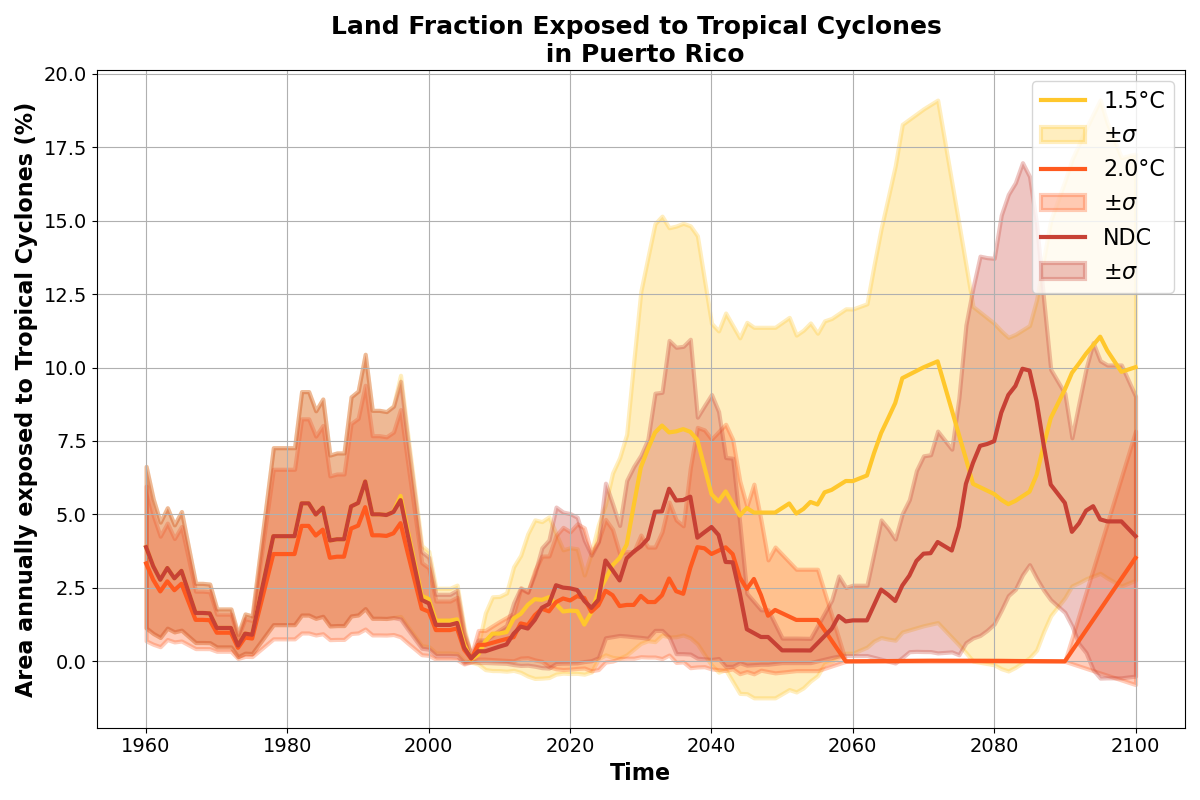 Land Fraction Exposed to Tropical Cyclones
in Puerto Rico
Area annually exposed to Tropical Cyclones (%)
20.0
17.5
15.0
12.5
10.0
7.5
5.0
2.5
0.0
1960
1980
2000
2020
2040
2060
2080
2100
Time
1.5°C
±σ
2.0°C
±σ
NDC
±σ